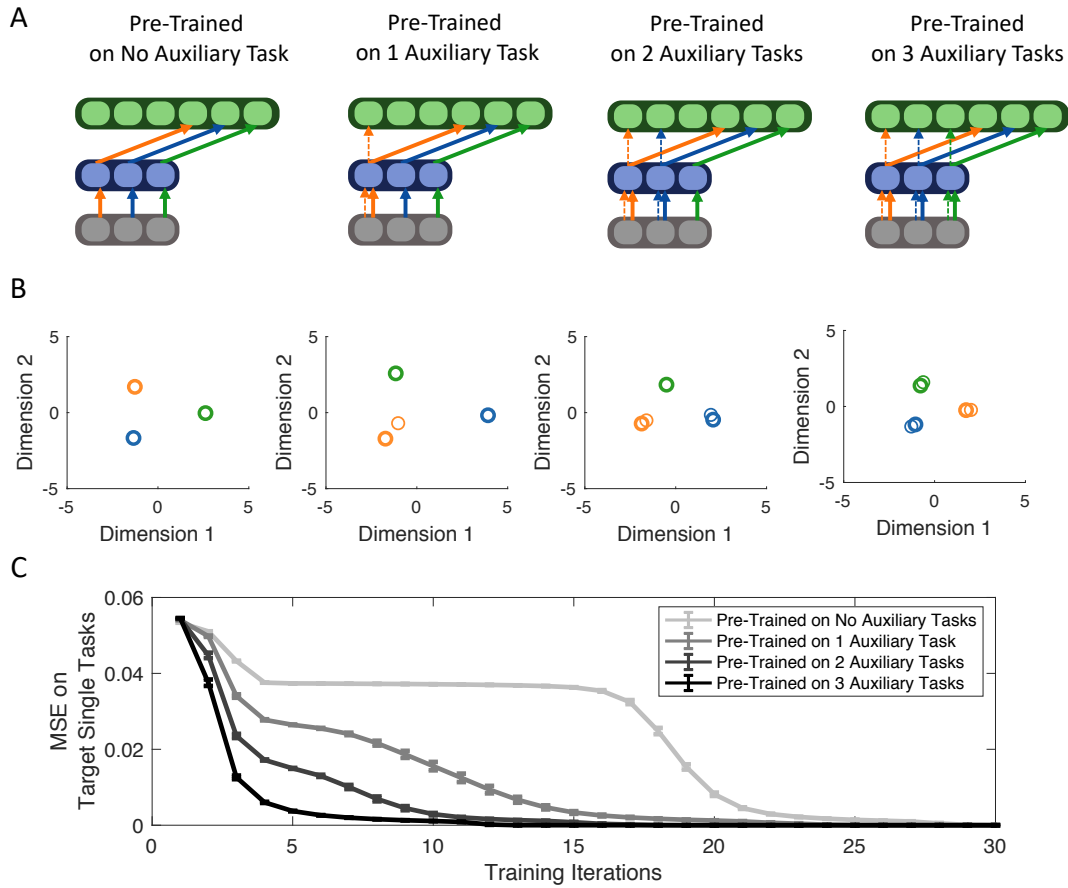 A
Pre-Trained
on No Auxiliary Task
Pre-Trained
on 1 Auxiliary Task
Pre-Trained
on 2 Auxiliary Tasks
Pre-Trained
on 3 Auxiliary Tasks
B
Dimension 2
5
0
-5
-5 0 5
Dimension 1
Dimension 2
5
0
-5
-5 0 5
Dimension 1
Dimension 2
5
0
-5
-5 0 5
Dimension 1
Dimension 2
5
0
-5
-5 0 5
Dimension 1
C
MSE on
Target Single Tasks
0.06
0.04
0.02
0
Pre-Trained on No Auxiliary Tasks
Pre-Trained on 1 Auxiliary Task
Pre-Trained on 2 Auxiliary Tasks
Pre-Trained on 3 Auxiliary Tasks
0 5 10 15 20 25 30
Training Iterations